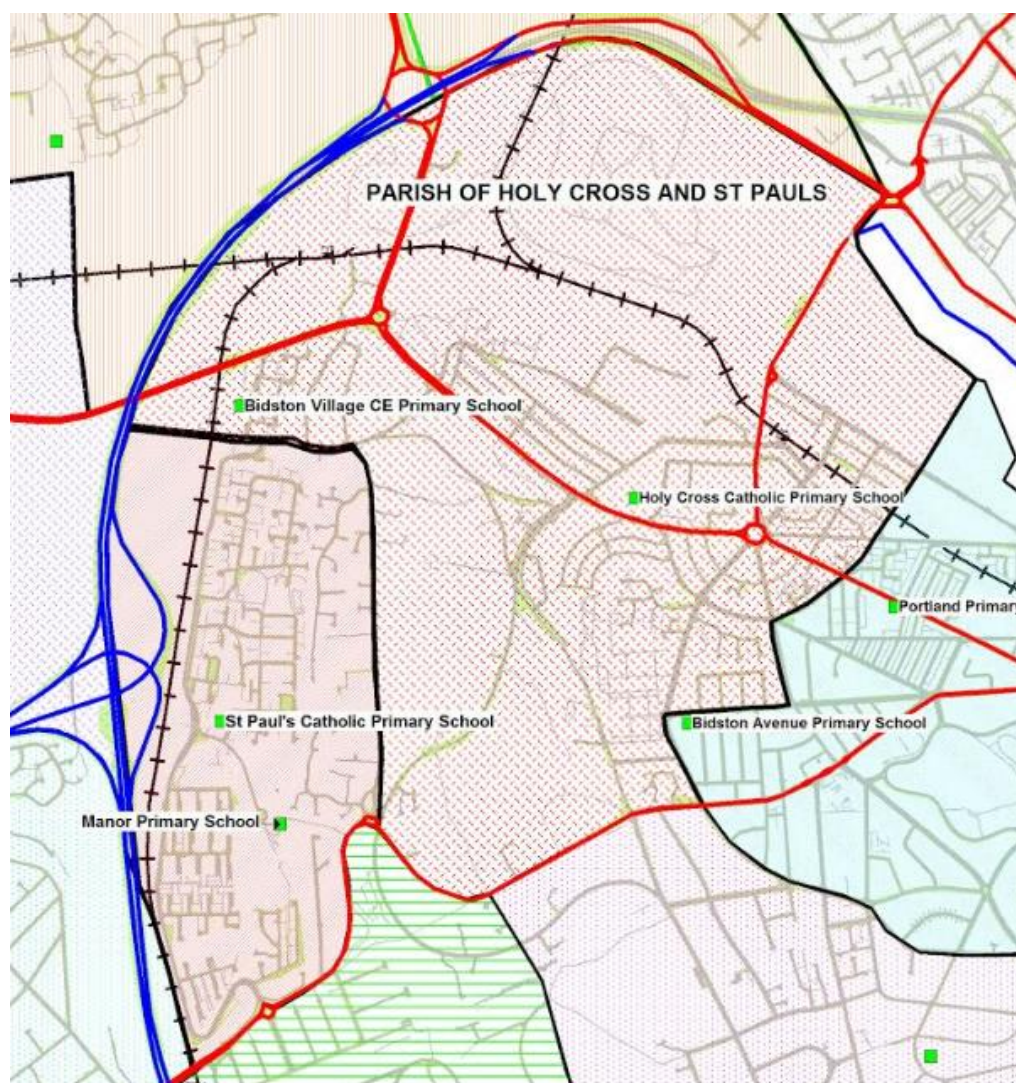 PARISH OF HOLY CROSS AND ST PAULS
Bidston Village CE Primary School
Holy Cross Catholic Primary School
Portland Primary
St Paul's Catholic Primary School
Bidston Avenue Primary School
Manor Primary School